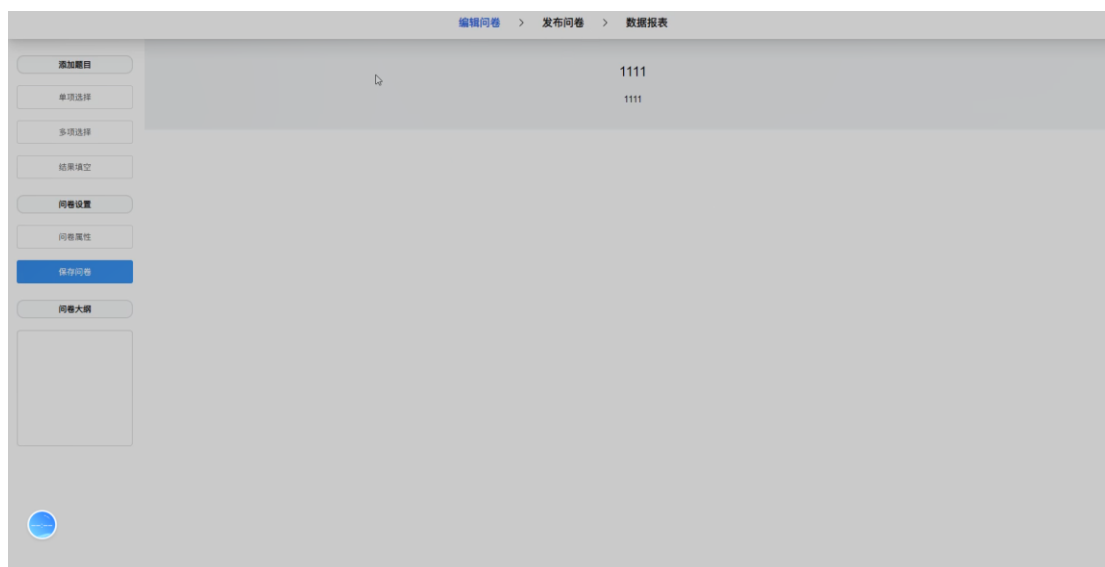 编辑问卷 > 发布问卷 > 数据报表
添加题目
单项选择
多项选择
结果填空
问卷设置
问卷属性
保存问卷
问卷大纲
1111
1111